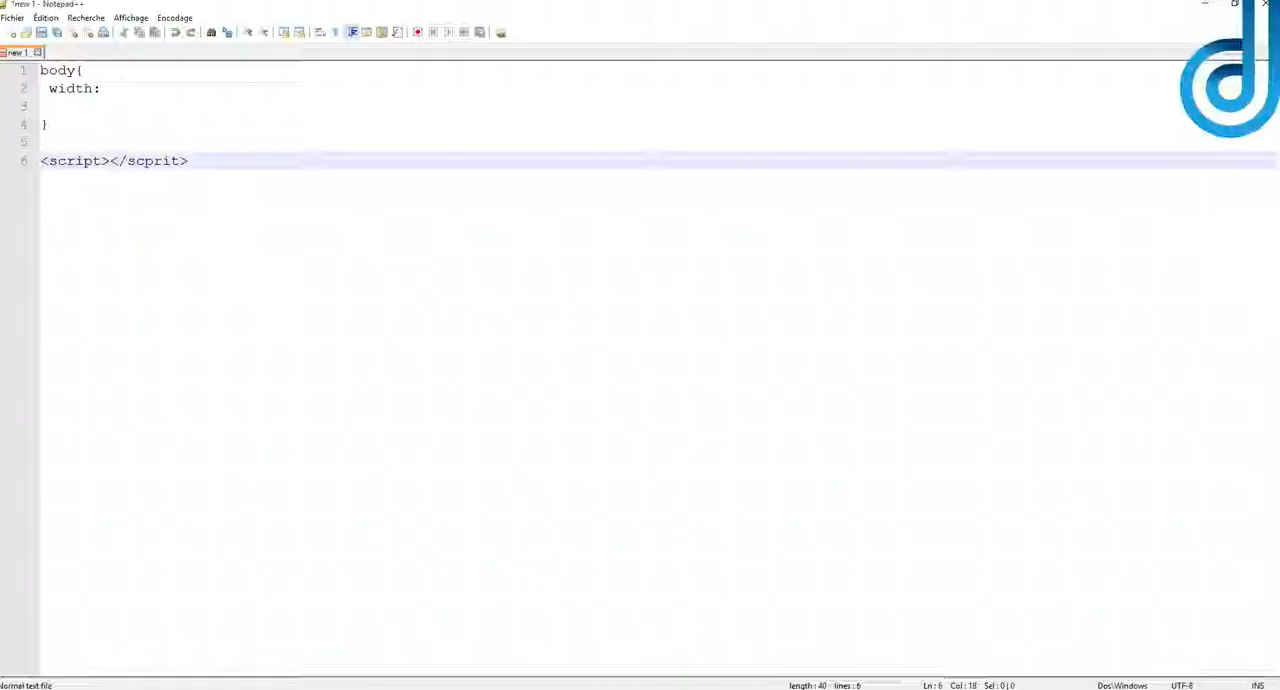 *new 1 - Notepad++
Fichier Édition Recherche Affichage Encodage
new 1
1 body{
2 width:
3
4 }
5
6 <script></scprit>
Normal text file length : 40 lines : 6 Ln : 6 Col : 18 Sel : 0 | 0 Dos\Windows UTF-8 INS